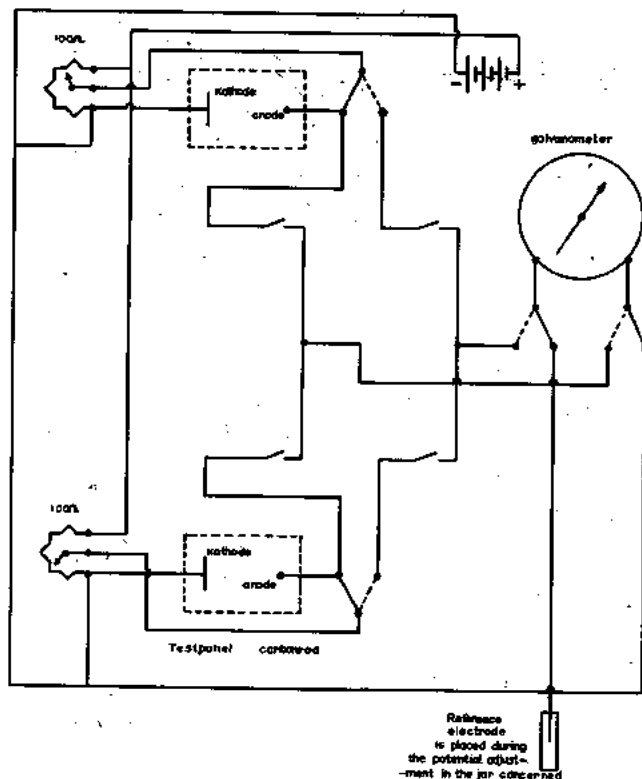 100Ω
- +
kathode
anode
galvanometer
100Ω
kathode
anode
Testpanel carbonrod
Reference
electrode
is placed during
the potential adjust-
-ment in the jar concerned